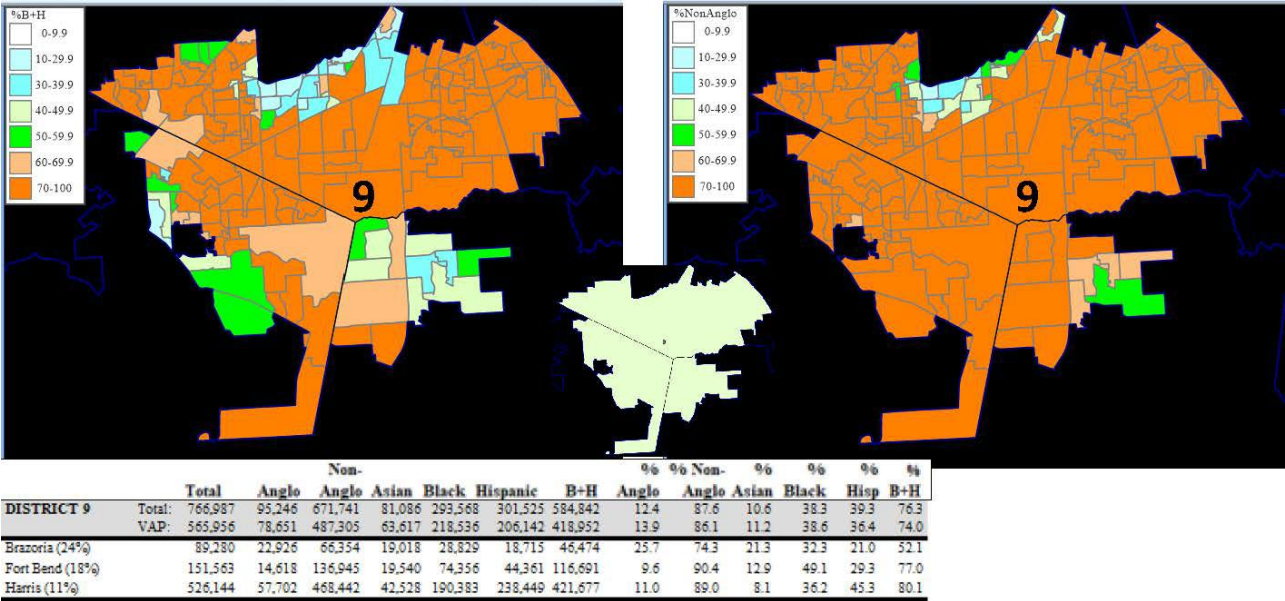 %B+H
0-9.9
10-29.9
30-39.9
40-49.9
50-59.9
60-69.9
70-100
9
%NonAnglo
0-9.9
10-29.9
30-39.9
40-49.9
50-59.9
60-69.9
70-100
9
Non- % % Non- % % % %
Total Anglo Anglo Asian Black Hispanic B+H Anglo Anglo Asian Black Hisp B+H
DISTRICT 9 Total: 766,987 95,246 671,741 81,086 293,568 301,525 584,842 12.4 87.6 10.6 38.3 39.3 76.3
VAP: 565,956 78,651 487,305 63,617 218,536 206,142 418,952 13.9 86.1 11.2 38.6 36.4 74.0
Brazoria (24%) 89,280 22,926 66,354 19,018 28,829 18,715 46,474 25.7 74.3 21.3 32.3 21.0 52.1
Fort Bend (18%) 151,563 14,618 136,945 19,540 74,356 44,361 116,691 9.6 90.4 12.9 49.1 29.3 77.0
Harris (11%) 526,144 57,702 468,442 42,528 190,383 238,449 421,677 11.0 89.0 8.1 36.2 45.3 80.1